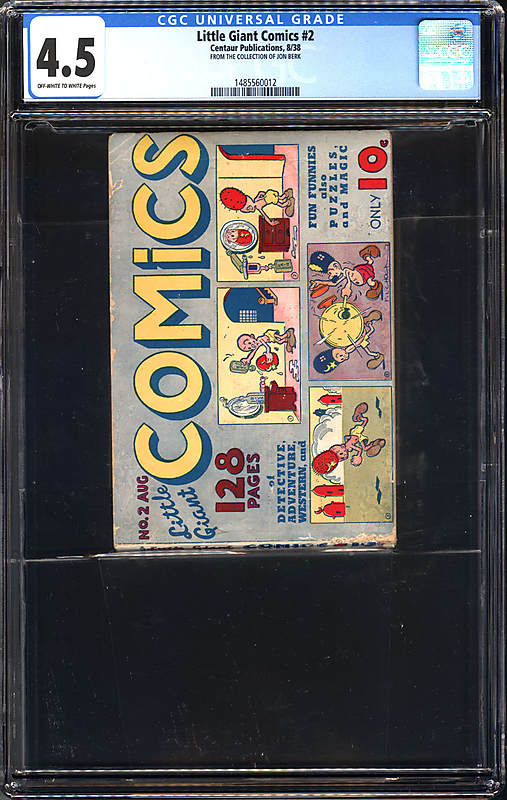 CGC UNIVERSAL GRADE
4.5
OFF-WHITE TO WHITE Pages
Little Giant Comics #2
Centaur Publications, 8/38
FROM THE COLLECTION OF JON BERK
1485560012
NO. 2 AUG
Little
Giant
COMiCS
128
PAGES
of
DETECTIVE,
ADVENTURE,
WESTERN, and
FUN FUNNIES
also
PUZZLES,
and MAGIC
ONLY 10¢